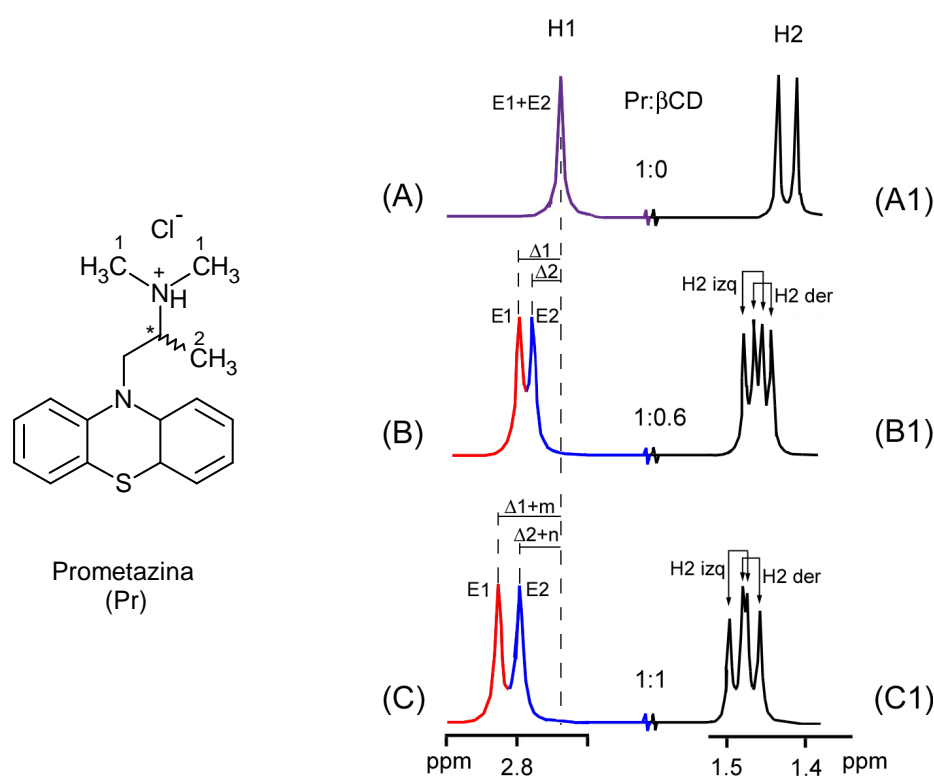 H1
H2
E1+E2
Pr:βCD
1:0
(A)
(A1)
Cl-
1
1
H3C
+
CH3
NH
*
2
CH3
N
S
Prometazina
(Pr)
Δ1
Δ2
H2 izq
H2 der
E1
E2
1:0.6
(B)
(B1)
Δ1+m
Δ2+n
H2 izq
H2 der
E1
E2
1:1
(C)
(C1)
ppm
2.8
1.5
1.4
ppm